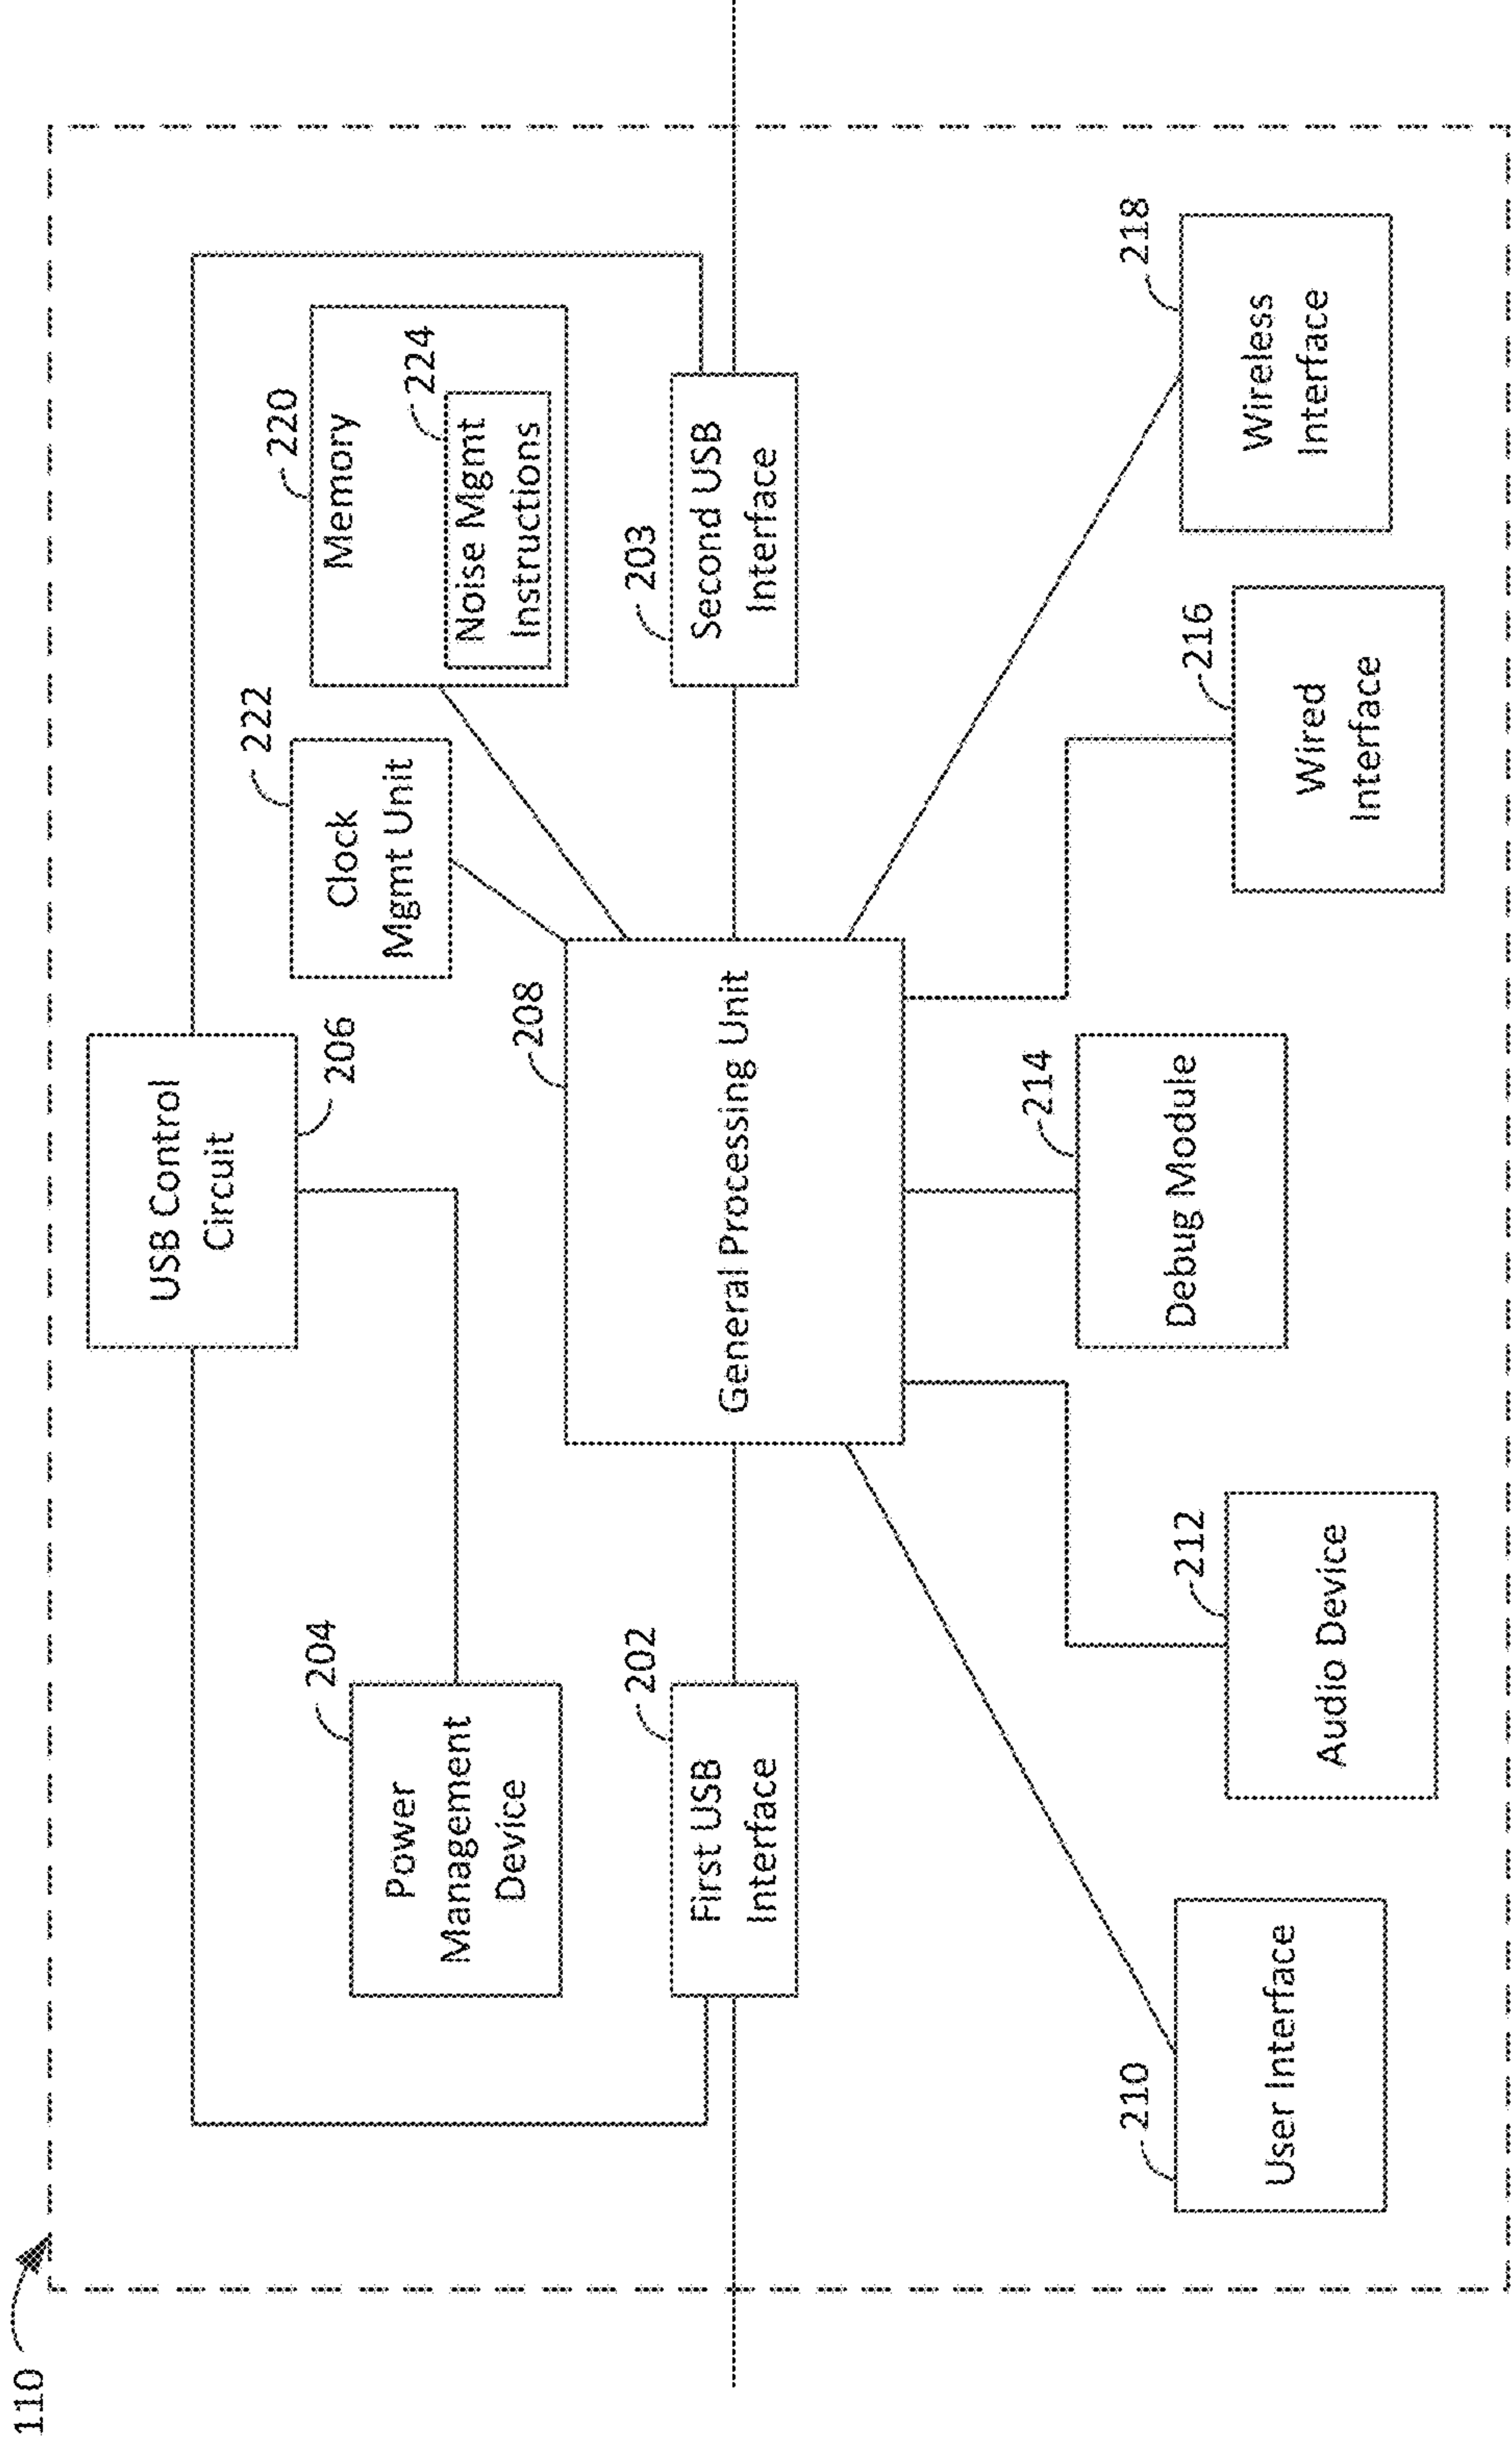 110
USB Control
Circuit
206
204
Power
Management
Device
222
Clock
Mgmt Unit
220
Memory
224
Noise Mgmt
Instructions
202
First USB
Interface
208
General Processing Unit
203
Second USB
Interface
210
User Interface
212
Audio Device
214
Debug Module
216
Wired
Interface
218
Wireless
Interface